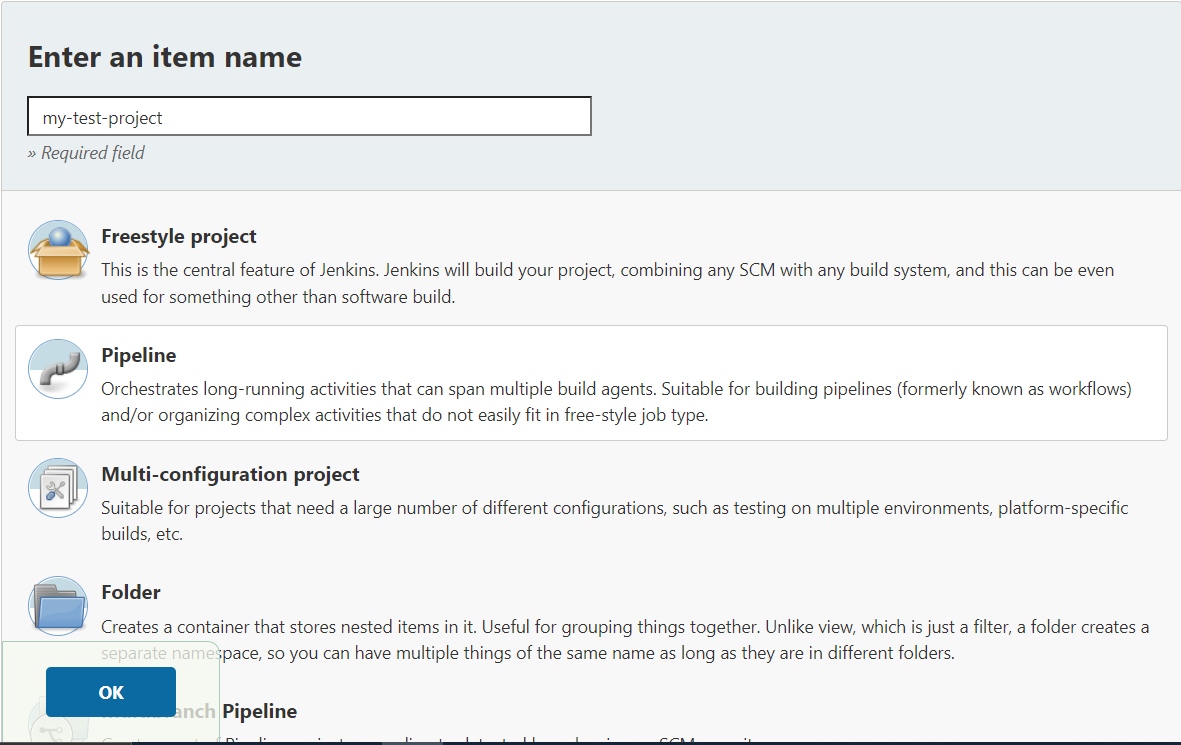 Enter an item name
my-test-project
» Required field
Freestyle project
This is the central feature of Jenkins. Jenkins will build your project, combining any SCM with any build system, and this can be even
used for something other than software build.
Pipeline
Orchestrates long-running activities that can span multiple build agents. Suitable for building pipelines (formerly known as workflows)
and/or organizing complex activities that do not easily fit in free-style job type.
Multi-configuration project
Suitable for projects that need a large number of different configurations, such as testing on multiple environments, platform-specific
builds, etc.
Folder
Creates a container that stores nested items in it. Useful for grouping things together. Unlike view, which is just a filter, a folder creates a
separate namespace, so you can have multiple things of the same name as long as they are in different folders.
OK
Pipeline